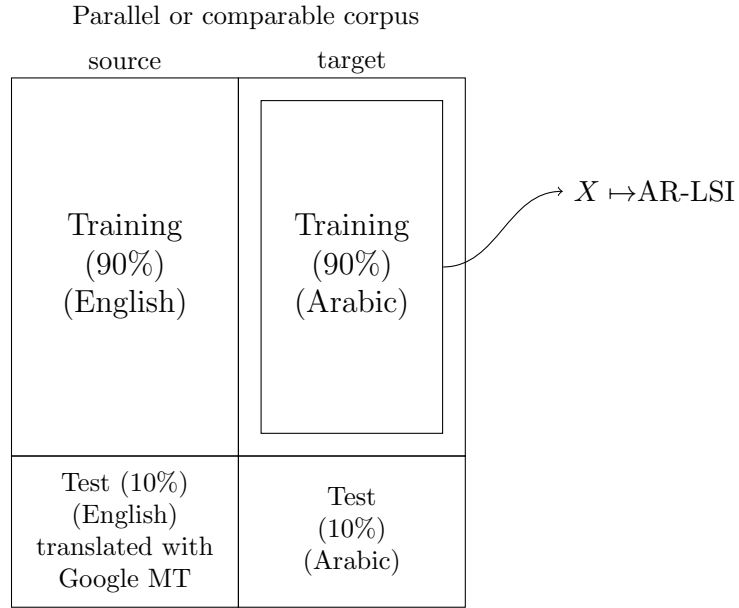 Parallel or comparable corpus
source
target
Training
(90%)
(English)
Training
(90%)
(Arabic)
X ↦AR-LSI
Test (10%)
(English)
translated with
Google MT
Test
(10%)
(Arabic)